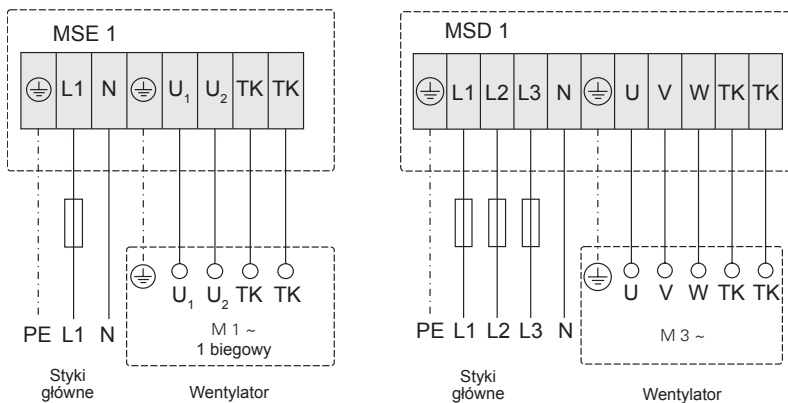 MSE 1
L1 N U1 U2 TK TK
U1 U2 TK TK
M 1 ~
1 biegowy
PE L1 N
Styki
główne
Wentylator
MSD 1
L1 L2 L3 N U V W TK TK
U V W TK TK
M 3 ~
PE L1 L2 L3 N
Styki
główne
Wentylator